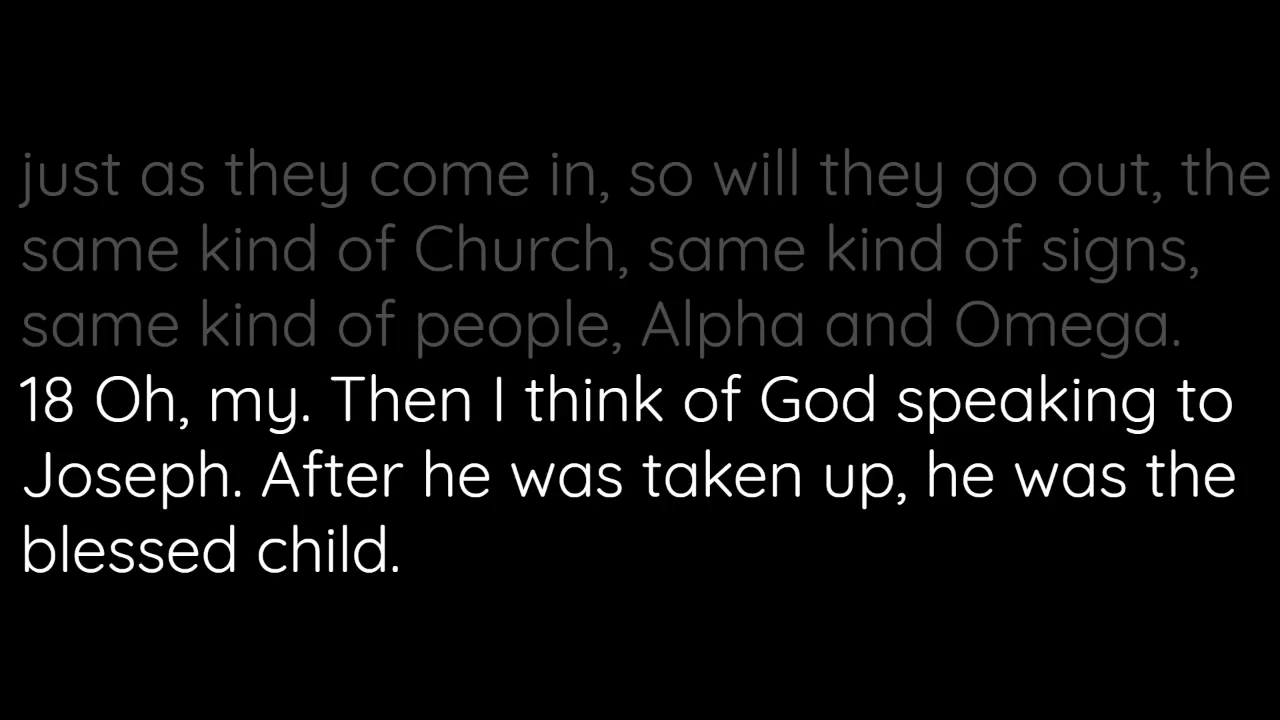 just as they come in, so will they go out, the
same kind of Church, same kind of signs,
same kind of people, Alpha and Omega.
18 Oh, my. Then I think of God speaking to
Joseph. After he was taken up, he was the
blessed child.